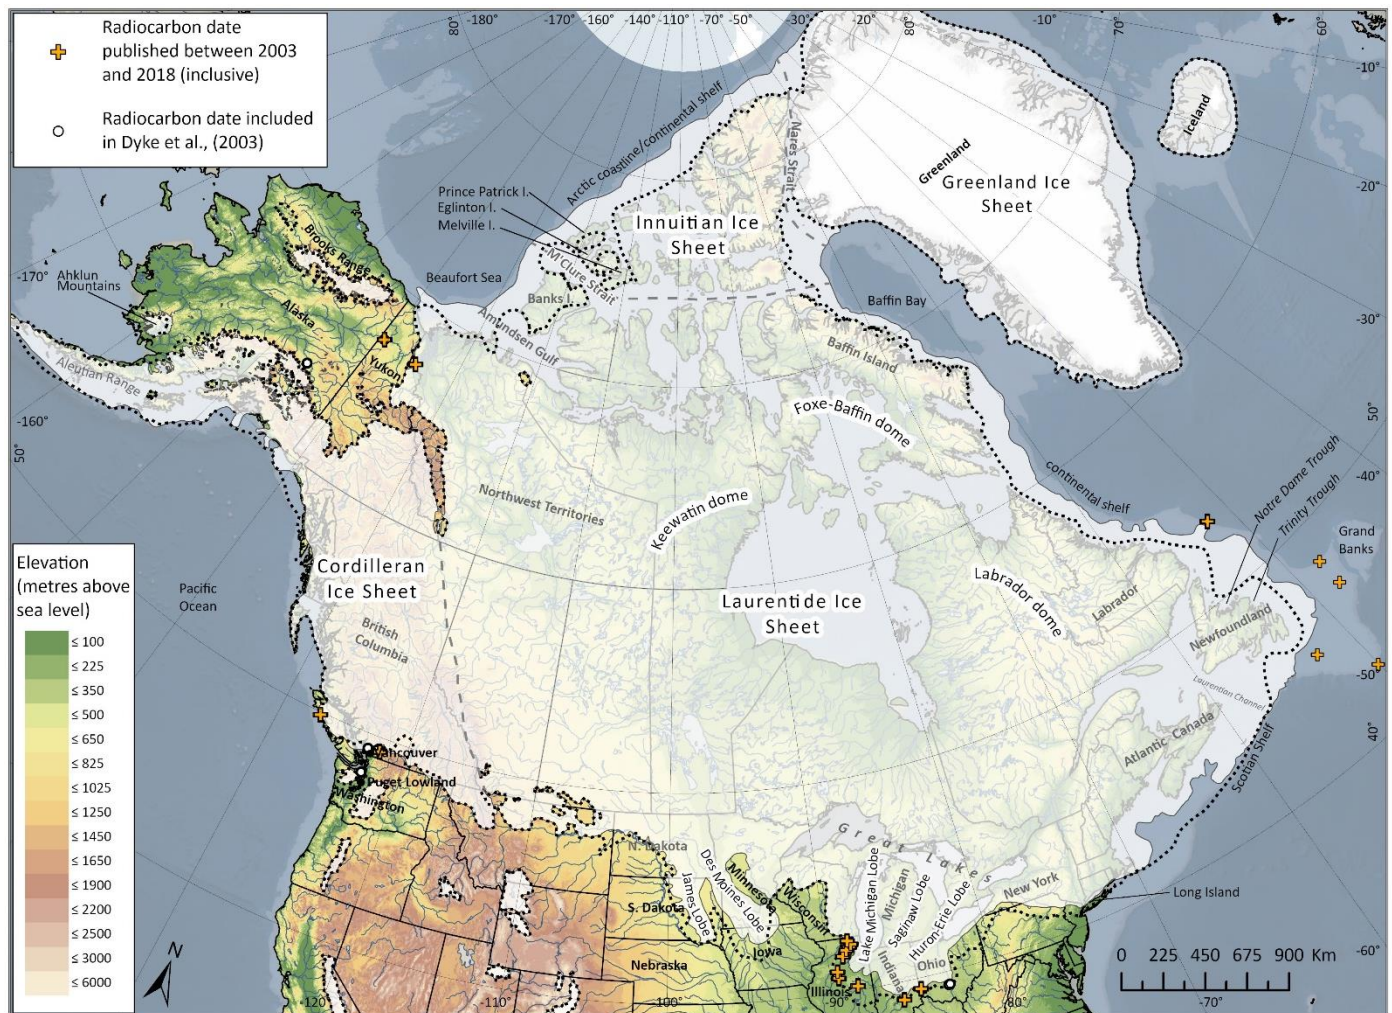 Radiocarbon date
published between 2003
and 2018 (inclusive)
Radiocarbon date included
in Dyke et al., (2003)
80°
-180°
-170°
-160°
-140°
-110°
-70°
-50°
-30°
-20°
-10°
70°
60°
-10°
-20°
-30°
50°
-40°
-50°
40°
-60°
-70°
-80°
-90°
-100°
-110°
-120°
50°
-160°
-170°
Arctic coastline/continental shelf
Nares Strait
Greenland
Greenland Ice
Sheet
Iceland
Prince Patrick I.
Eglinton I.
Melville I.
Innuitian Ice
Sheet
M'Clure Strait
Banks I.
Beaufort Sea
Amundsen Gulf
Baffin Bay
Baffin Island
Brooks Range
Ahklun
Mountains
Alaska
Yukon
Aleutian Range
Foxe-Baffin dome
continental shelf
Notre Dame Trough
Trinity Trough
Grand
Banks
Northwest Territories
Keewatin dome
Cordilleran
Ice Sheet
Laurentide Ice
Sheet
Labrador dome
Labrador
Newfoundland
Laurentian Channel
Pacific
Ocean
British
Columbia
Atlantic Canada
Scotian Shelf
Vancouver
Puget Lowland
Washington
Great Lakes
N. Dakota
S. Dakota
Nebraska
James Lobe
Des Moines Lobe
Minnesota
Iowa
Wisconsin
Illinois
Lake Michigan Lobe
Michigan
Saginaw Lobe
Huron-Erie Lobe
Indiana
Ohio
New York
Long Island
Elevation
(metres above
sea level)
≤ 100
≤ 225
≤ 350
≤ 500
≤ 650
≤ 825
≤ 1025
≤ 1250
≤ 1450
≤ 1650
≤ 1900
≤ 2200
≤ 2500
≤ 3000
≤ 6000
N
0 225 450 675 900 Km